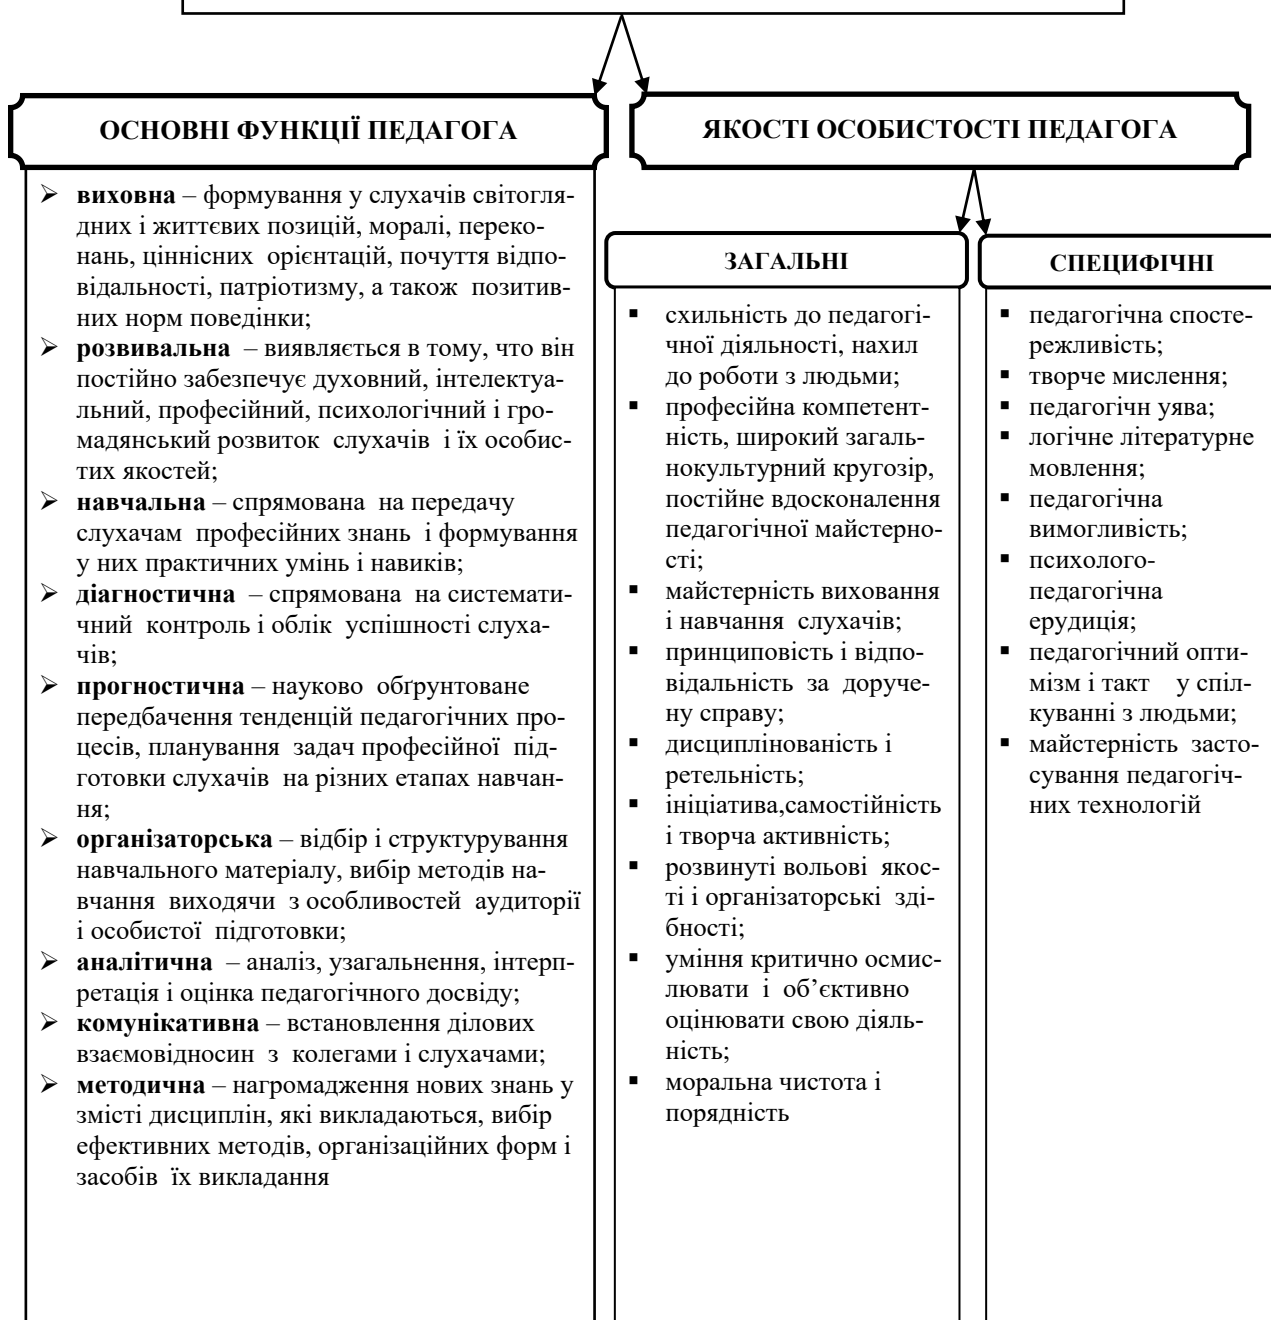 ОСНОВНІ ФУНКЦІЇ ПЕДАГОГА
виховна – формування у слухачів світогля-
дних і життєвих позицій, моралі, переко-
нань, ціннісних орієнтацій, почуття відпо-
відальності, патріотизму, а також позитив-
них норм поведінки;
розвивальна – виявляється в тому, що він
постійно забезпечує духовний, інтелектуа-
льний, професійний, психологічний і гро-
мадянський розвиток слухачів і їх особис-
тих якостей;
навчальна – спрямована на передачу
слухачам професійних знань і формування
у них практичних умінь і навиків;
діагностична – спрямована на системати-
чний контроль і облік успішності слуха-
чів;
прогностична – науково обґрунтоване
передбачення тенденцій педагогічних про-
цесів, планування задач професійної під-
готовки слухачів на різних етапах навчан-
ня;
організаторська – відбір і структурування
навчального матеріалу, вибір методів на-
вчання виходячи з особливостей аудиторії
і особистої підготовки;
аналітична – аналіз, узагальнення, інтерп-
ретація і оцінка педагогічного досвіду;
комунікативна – встановлення ділових
взаємовідносин з колегами і слухачами;
методична – нагромадження нових знань у
змісті дисциплін, які викладаються, вибір
ефективних методів, організаційних форм і
засобів їх викладання
ЯКОСТІ ОСОБИСТОСТІ ПЕДАГОГА
ЗАГАЛЬНІ
схильність до педагогі-
чної діяльності, нахил
до роботи з людьми;
професійна компетент-
ність, широкий загаль-
нокультурний кругозір,
постійне вдосконалення
педагогічної майстерно-
сті;
майстерність виховання
і навчання слухачів;
принциповість і відпо-
відальність за доруче-
ну справу;
дисциплінованість і
ретельність;
ініціатива,самостійність
і творча активність;
розвинуті вольові якос-
ті і організаторські зді-
бності;
уміння критично осмис-
лювати і об’єктивно
оцінювати свою діяль-
ність;
моральна чистота і
порядність
СПЕЦИФІЧНІ
педагогічна спосте-
режливість;
творче мислення;
педагогічн уява;
логічне літературне
мовлення;
педагогічна
вимогливість;
психолого-
педагогічна
ерудиція;
педагогічний опти-
мізм і такт у спіл-
куванні з людьми;
майстерність засто-
сування педагогіч-
них технологій